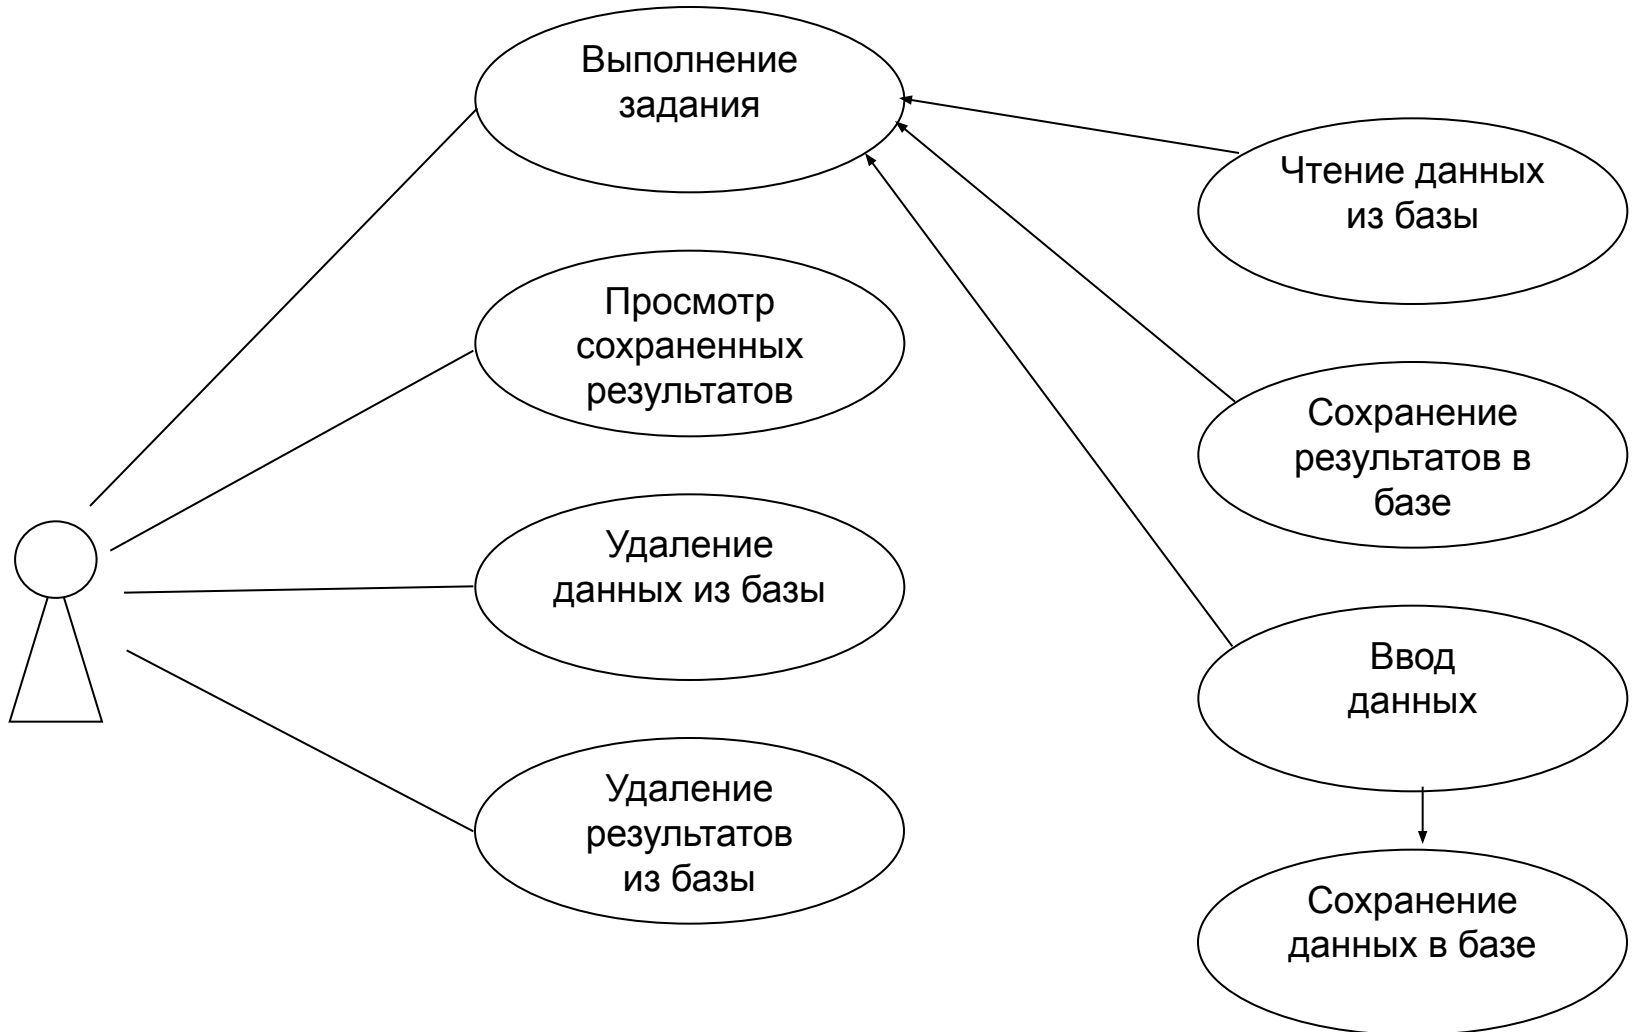 Выполнение
задания
Чтение данных
из базы
Просмотр
сохраненных
результатов
Сохранение
результатов в
базе
Удаление
данных из базы
Ввод
данных
Удаление
результатов
из базы
Сохранение
данных в базе